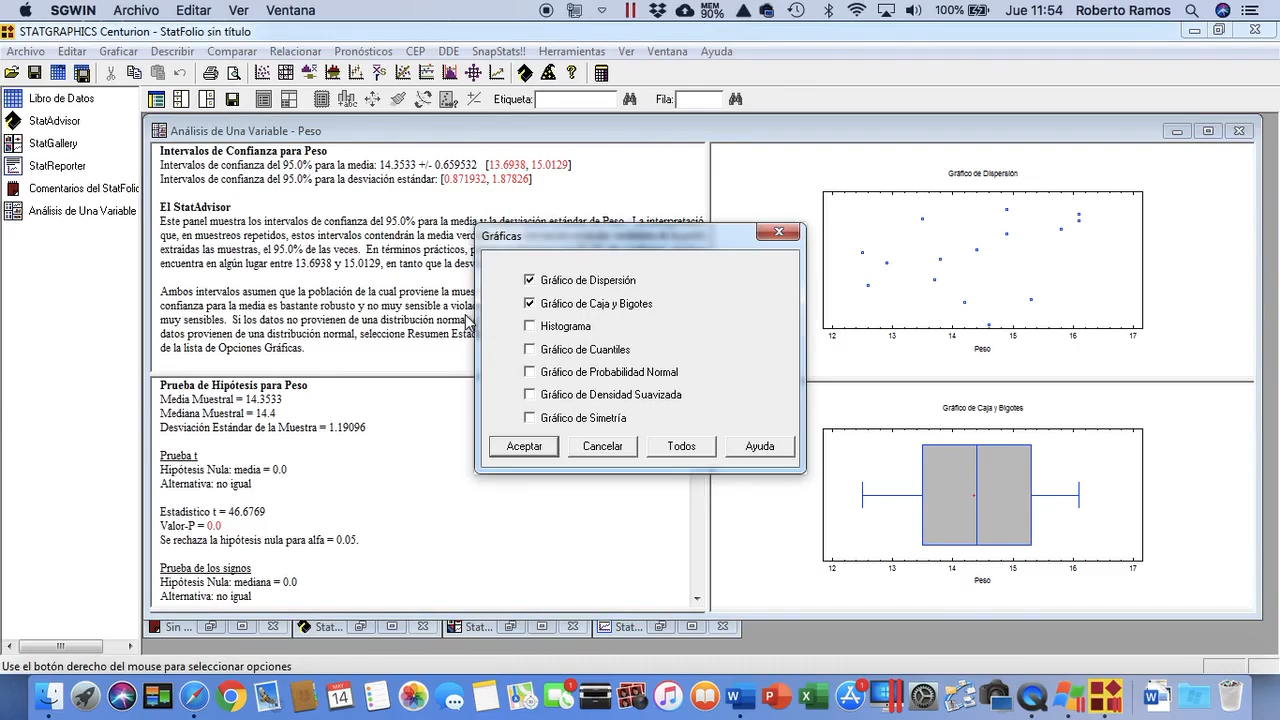 SGWIN Archivo Editar Ver Ventana MEM 90% 100% Jue 11:54 Roberto Ramos
STATGRAPHICS Centurion - StatFolio sin título
Archivo Editar Graficar Describir Comparar Relacionar Pronósticos CEP DDE SnapStats!! Herramientas Ver Ventana Ayuda
Etiqueta: Fila:
Libro de Datos
StatAdvisor
StatGallery
StatReporter
Comentarios del StatFolio
Análisis de Una Variable
Análisis de Una Variable - Peso
Intervalos de Confianza para Peso
Intervalos de confianza del 95.0% para la media: 14.3533 +/- 0.659532 [13.6938, 15.0129]
Intervalos de confianza del 95.0% para la desviación estándar: [0.871932, 1.87826]
El StatAdvisor
Este panel muestra los intervalos de confianza del 95.0% para la media y la desviación estándar de Peso. La interpretació
que, en muestreos repetidos, estos intervalos contendrán la media verd
extraídas las muestras, el 95.0% de las veces. En términos prácticos, p
encuentra en algún lugar entre 13.6938 y 15.0129, en tanto que la desv
Ambos intervalos asumen que la población de la cual proviene la mues
confianza para la media es bastante robusto y no muy sensible a viola
muy sensibles. Si los datos no provienen de una distribución norma
datos provienen de una distribución normal, seleccione Resumen Esta
de la lista de Opciones Gráficas.
Prueba de Hipótesis para Peso
Media Muestral = 14.3533
Mediana Muestral = 14.4
Desviación Estándar de la Muestra = 1.19096
Prueba t
Hipótesis Nula: media = 0.0
Alternativa: no igual
Estadístico t = 46.6769
Valor-P = 0.0
Se rechaza la hipótesis nula para alfa = 0.05.
Prueba de los signos
Hipótesis Nula: mediana = 0.0
Alternativa: no igual
Gráficas
Gráfico de Dispersión
Gráfico de Caja y Bigotes
Histograma
Gráfico de Cuantiles
Gráfico de Probabilidad Normal
Gráfico de Densidad Suavizada
Gráfico de Simetría
Aceptar Cancelar Todos Ayuda
Gráfico de Dispersión
12 13 14 15 16 17
Peso
Gráfico de Caja y Bigotes
12 13 14 15 16 17
Peso
Sin ... Stat... Stat... Stat...
Use el botón derecho del mouse para seleccionar opciones
MAY 14 1 1